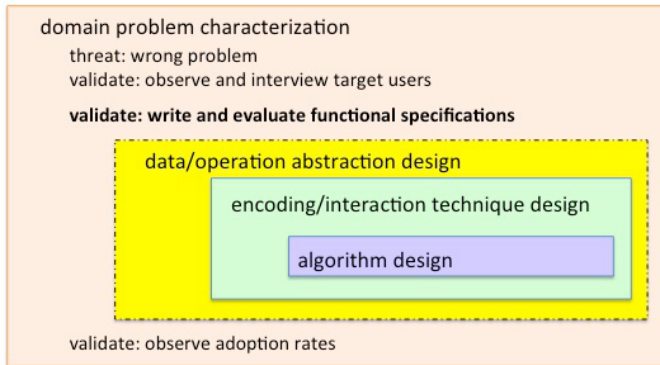 domain problem characterization
threat: wrong problem
validate: observe and interview target users
validate: write and evaluate functional specifications
data/operation abstraction design
encoding/interaction technique design
algorithm design
validate: observe adoption rates